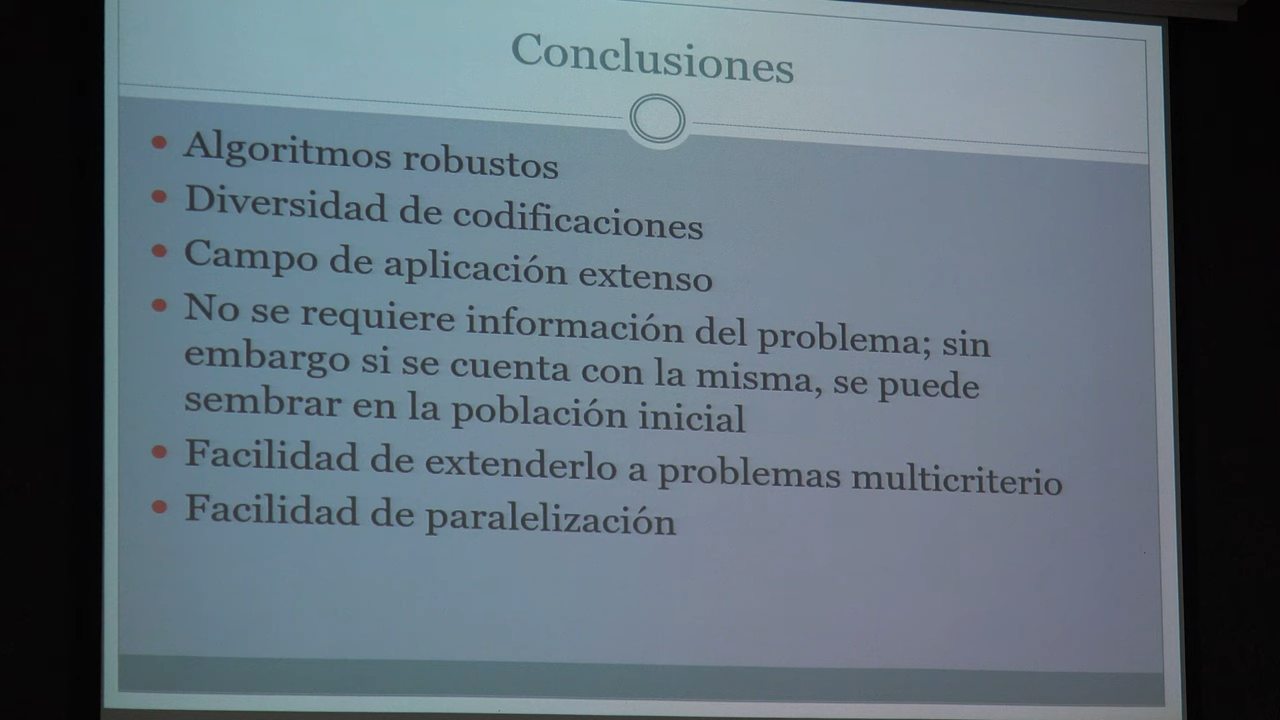 Conclusiones
• Algoritmos robustos
• Diversidad de codificaciones
• Campo de aplicación extenso
• No se requiere información del problema; sin
embargo si se cuenta con la misma, se puede
sembrar en la población inicial
• Facilidad de extenderlo a problemas multicriterio
• Facilidad de paralelización